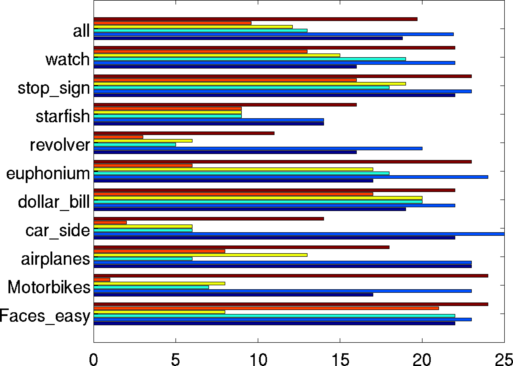 all
watch
stop_sign
starfish
revolver
euphonium
dollar_bill
car_side
airplanes
Motorbikes
Faces_easy
0 5 10 15 20 25